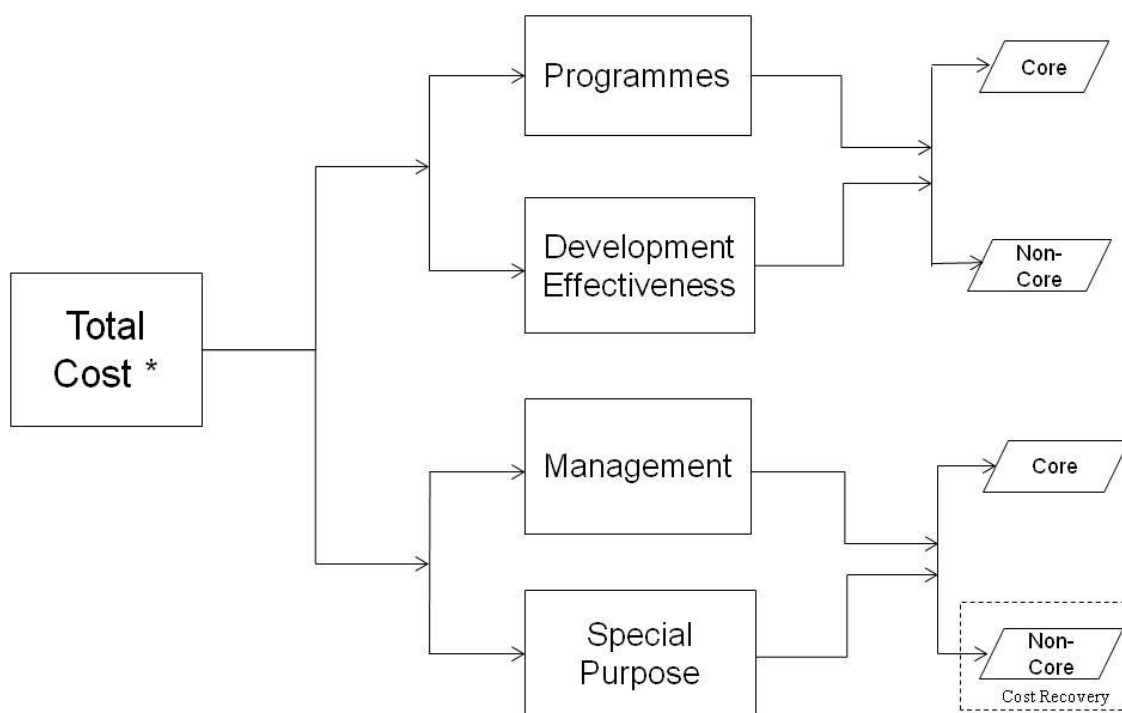 Programmes
Core
Development
Effectiveness
Non-
Core
Total
Cost *
Management
Core
Special
Purpose
Non-
Core
Cost Recovery